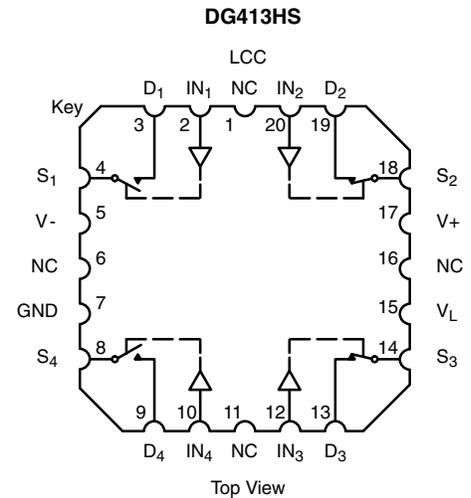 DG413HS
LCC
Key D1 IN1 NC IN2 D2
3 2 1 20 19
S1 4 18 S2
V- 5 17 V+
NC 6 16 NC
GND 7 15 VL
S4 8 14 S3
9 10 11 12 13
D4 IN4 NC IN3 D3
Top View